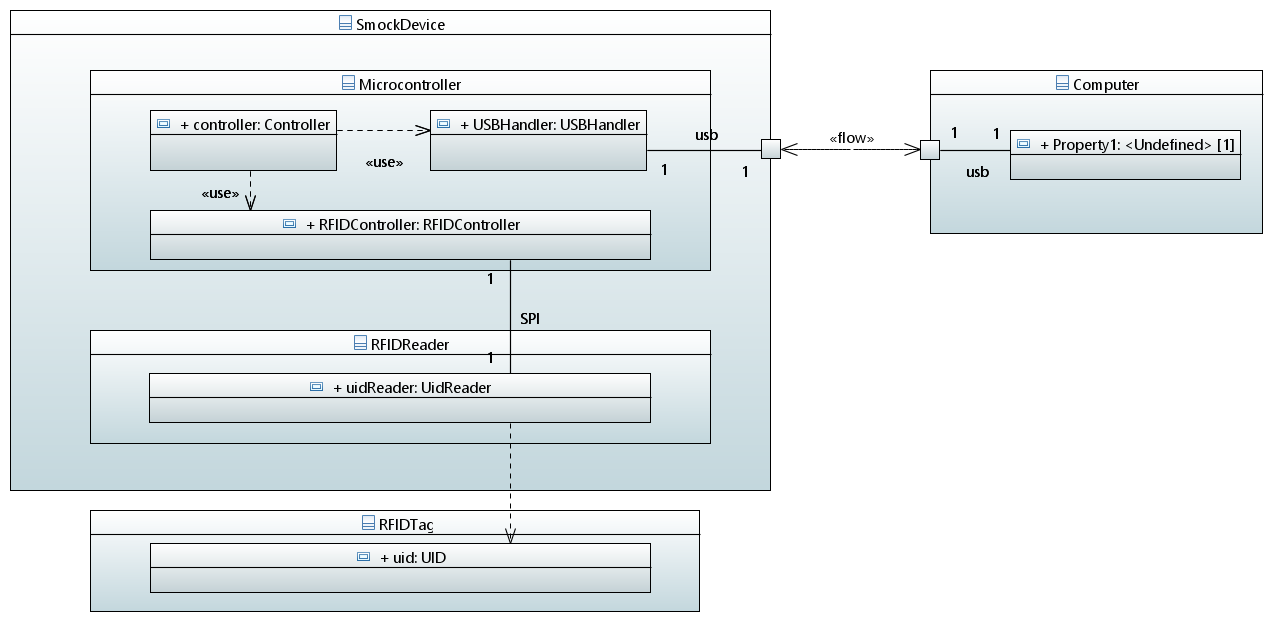 SmockDevice
Microcontroller
Computer
+ controller: Controller
+ USBHandler: USBHandler
usb
«flow»
1
1
+ Property1: <Undefined> [1]
«use»
1
1
usb
«use»
+ RFIDController: RFIDController
1
SPI
RFIDReader
1
+ uidReader: UidReader
RFIDTag
+ uid: UID